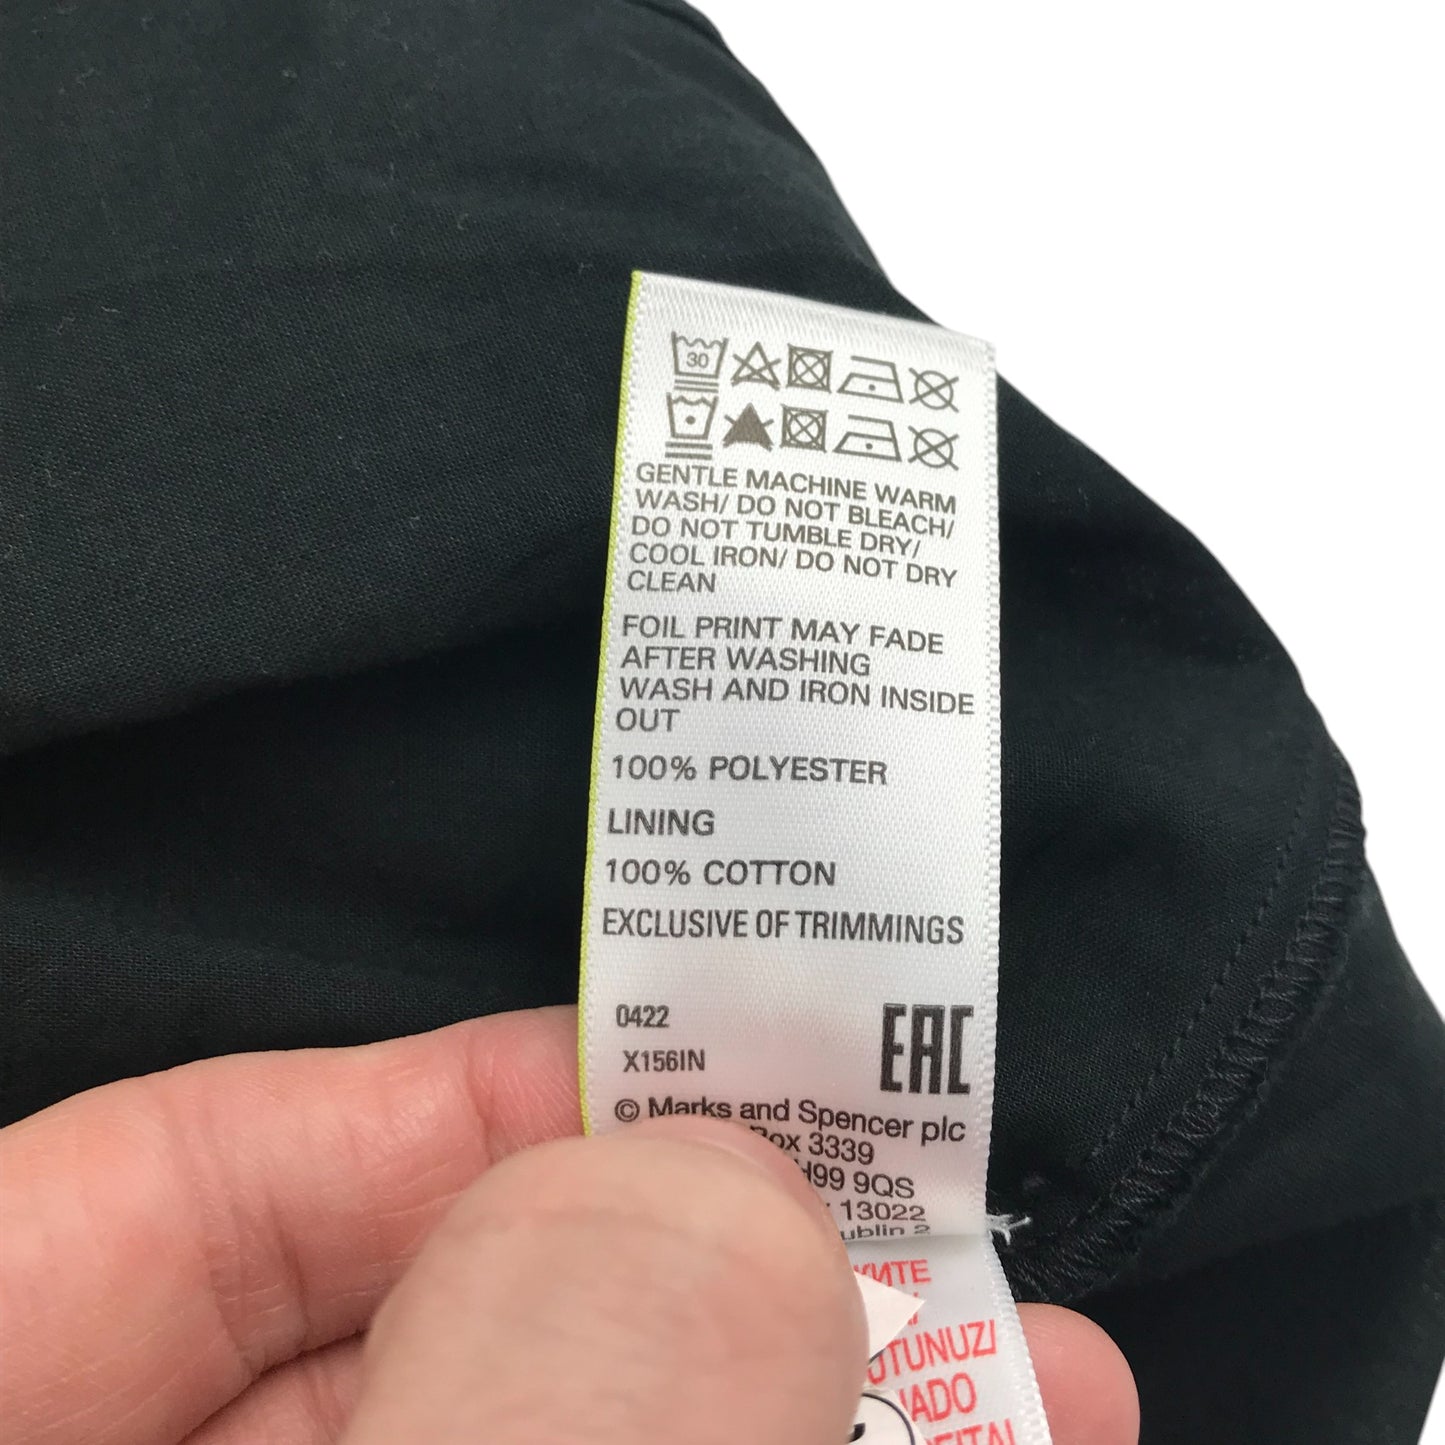 30
GENTLE MACHINE WARM
WASH/ DO NOT BLEACH/
DO NOT TUMBLE DRY/
COOL IRON/ DO NOT DRY
CLEAN
FOIL PRINT MAY FADE
AFTER WASHING
WASH AND IRON INSIDE
OUT
100% POLYESTER
LINING
100% COTTON
EXCLUSIVE OF TRIMMINGS
0422
X156IN
EAC
© Marks and Spencer plc
3339
9QS
13022
2